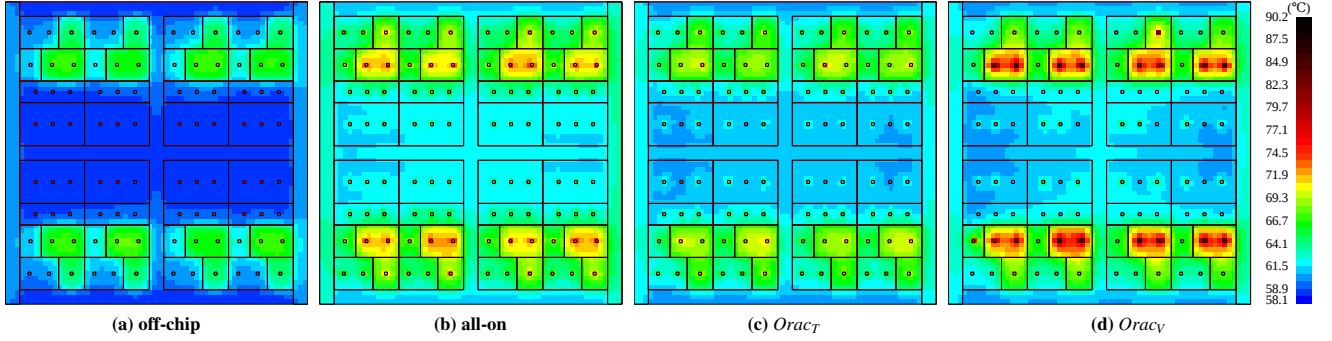 (°C)
90.2
87.5
84.9
82.3
79.7
77.1
74.5
71.9
69.3
66.7
64.1
61.5
58.9
58.1
(a) off-chip
(b) all-on
(c) OracT
(d) OracV